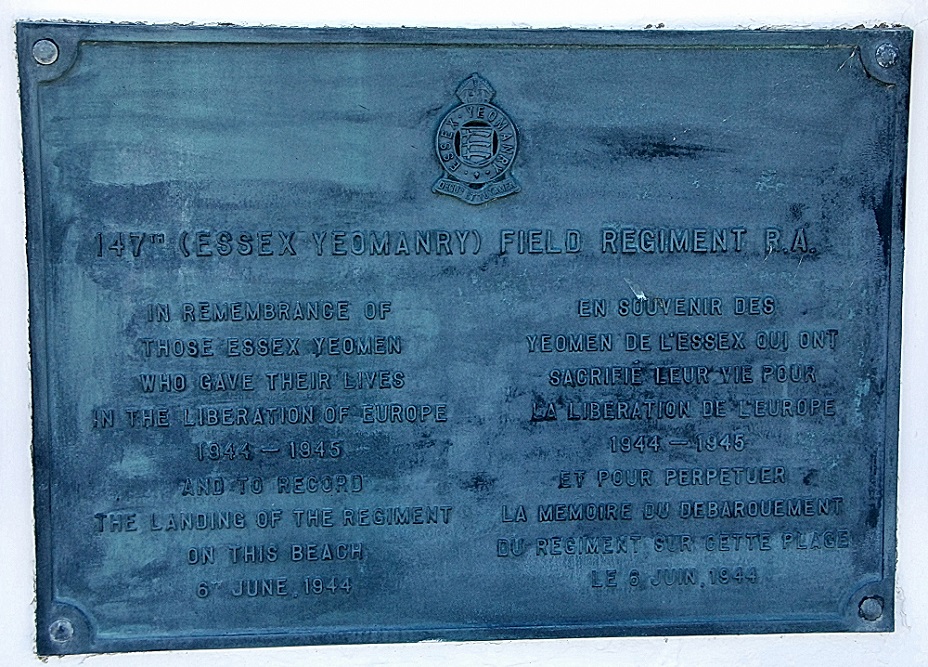 ESSEX · YEOMANRY
147TH (ESSEX YEOMANRY) FIELD REGIMENT R.A.
IN REMEMBRANCE OF
THOSE ESSEX YEOMEN
WHO GAVE THEIR LIVES
IN THE LIBERATION OF EUROPE
1944 — 1945
AND TO RECORD
THE LANDING OF THE REGIMENT
ON THIS BEACH
6TH JUNE, 1944
EN SOUVENIR DES
YEOMEN DE L'ESSEX QUI ONT
SACRIFIÉ LEUR VIE POUR
LA LIBERATION DE L'EUROPE
1944 — 1945
ET POUR PERPETUER
LA MEMOIRE DU DEBARQUEMENT
DU REGIMENT SUR CETTE PLAGE
LE 6 JUIN, 1944